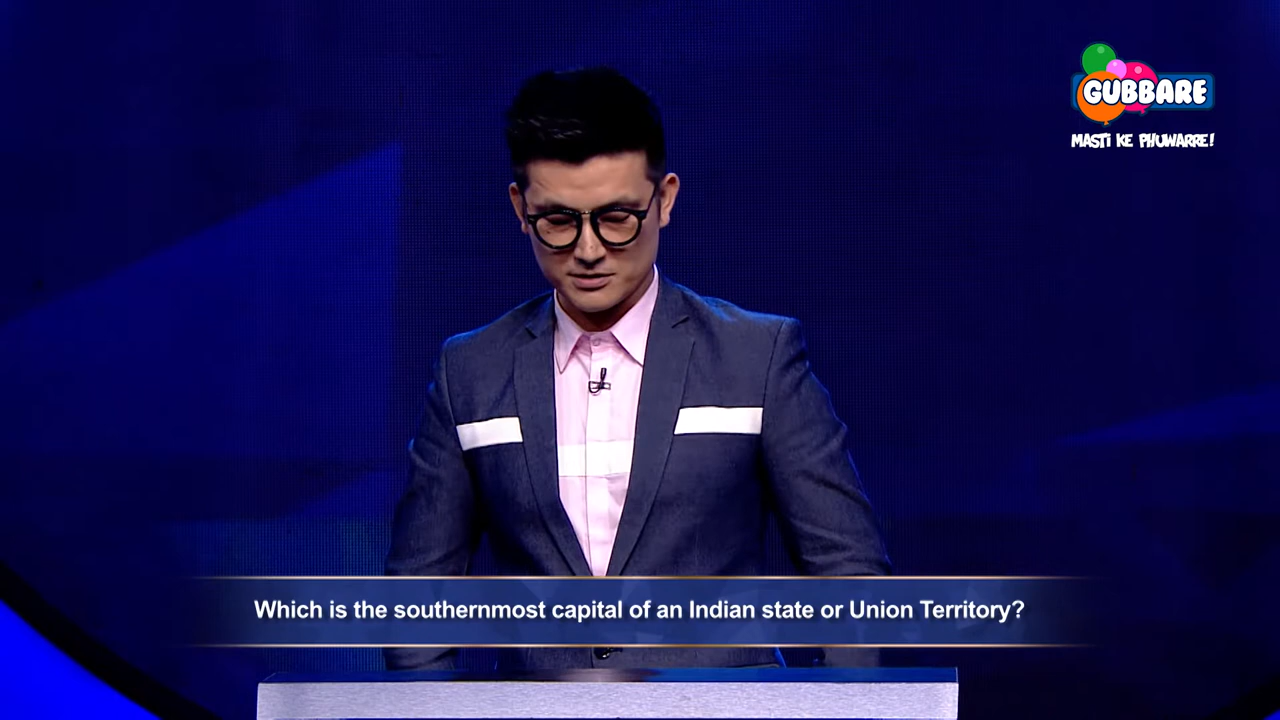 GUBBARE
MASTi KE PHUWARRE!
Which is the southernmost capital of an Indian state or Union Territory?